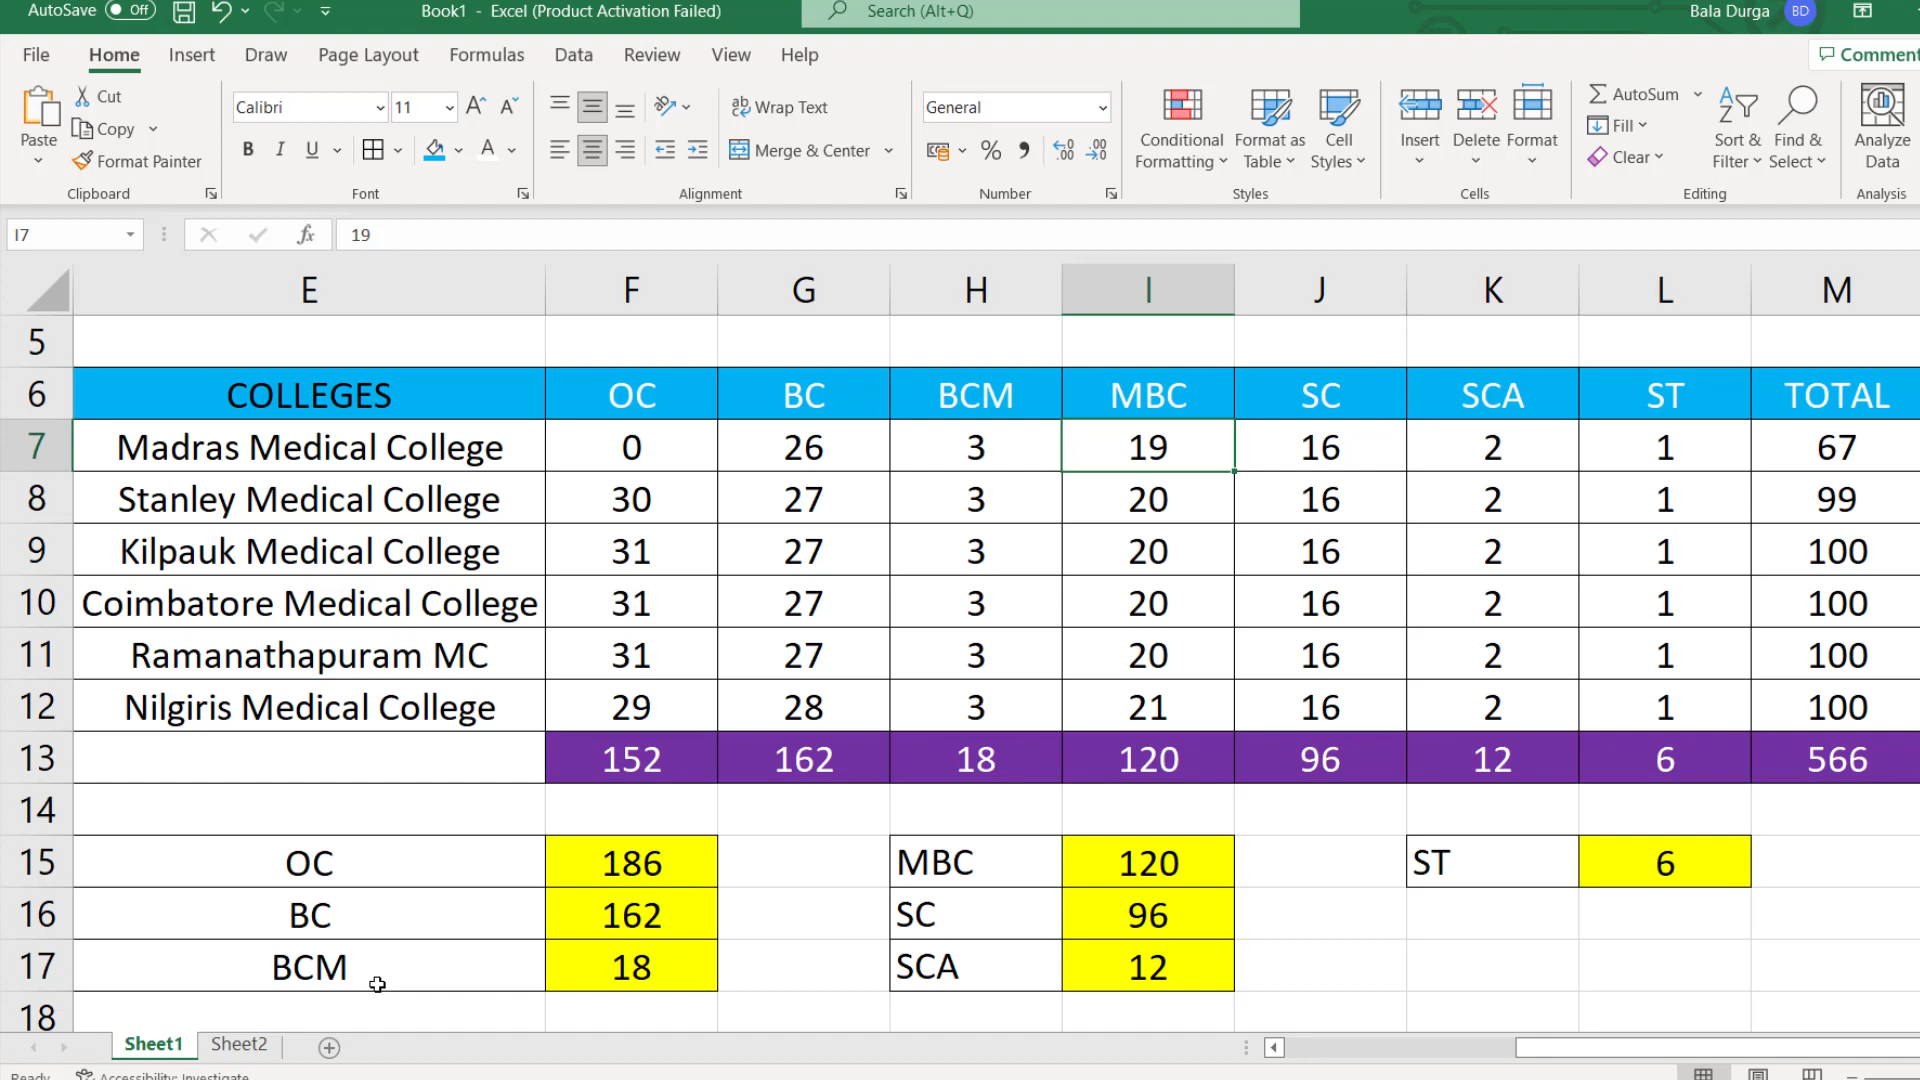 AutoSave Off Book1 - Excel (Product Activation Failed) Search (Alt+Q) Bala Durga BD
File Home Insert Draw Page Layout Formulas Data Review View Help Comment
Paste Cut Copy Format Painter
Clipboard
Calibri 11
B I U A
Font
ab Wrap Text
Merge & Center
Alignment
General
% 9 .00
Number
Conditional Formatting Format as Table Cell Styles
Styles
Insert Delete Format
Cells
AutoSum
Fill
Clear
Sort & Filter Find & Select
Editing
Analyze Data
Analysis
I7 fx 19
E F G H I J K L M
5
6 COLLEGES OC BC BCM MBC SC SCA ST TOTAL
7 Madras Medical College 0 26 3 19 16 2 1 67
8 Stanley Medical College 30 27 3 20 16 2 1 99
9 Kilpauk Medical College 31 27 3 20 16 2 1 100
10 Coimbatore Medical College 31 27 3 20 16 2 1 100
11 Ramanathapuram MC 31 27 3 20 16 2 1 100
12 Nilgiris Medical College 29 28 3 21 16 2 1 100
13 152 162 18 120 96 12 6 566
14
15 OC 186 MBC 120 ST 6
16 BC 162 SC 96
17 BCM 18 SCA 12
18
Sheet1 Sheet2
Ready Accessibility: Investigate